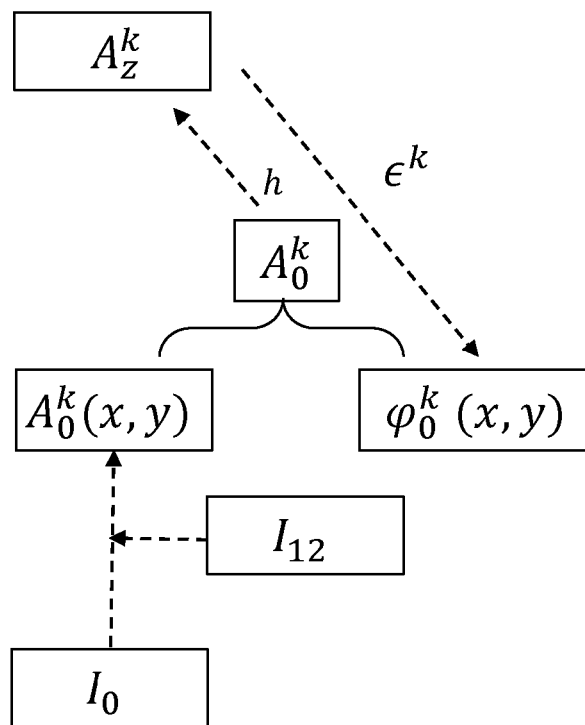 A_z^k
ϵ^k
h
A_0^k
A_0^k(x, y)
φ_0^k (x, y)
I_12
I_0